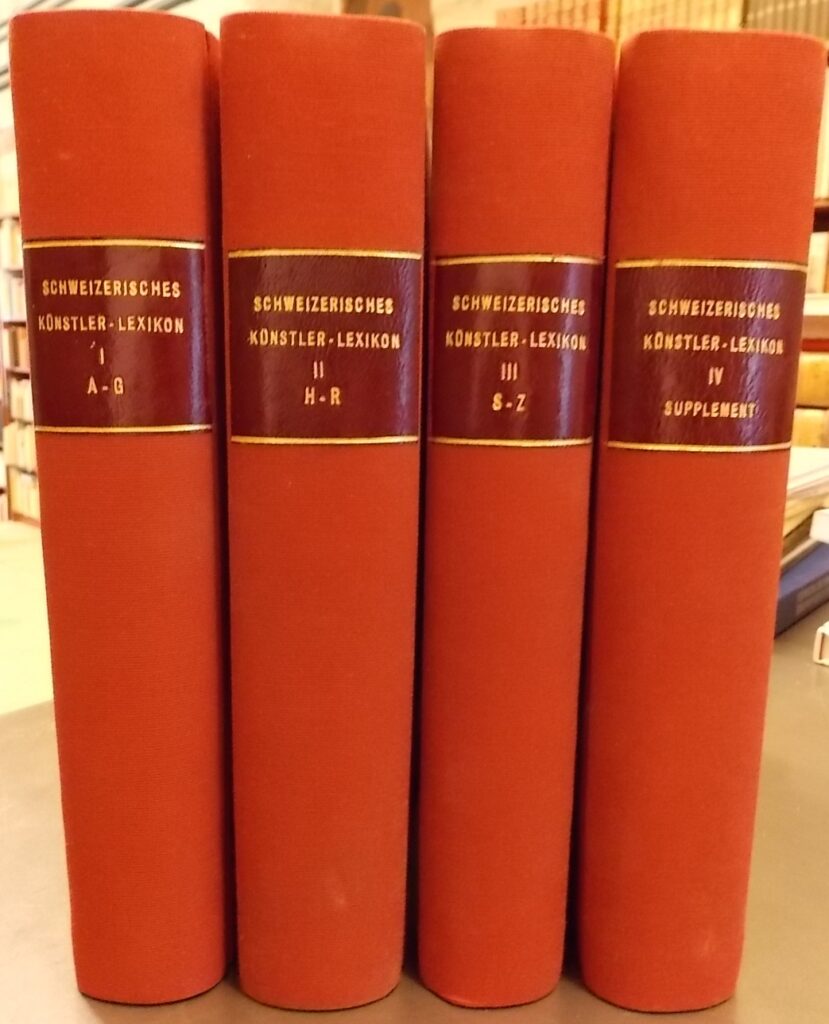 SCHWEIZERISCHES
KÜNSTLER-LEXIKON
I
A-G
SCHWEIZERISCHES
KÜNSTLER-LEXIKON
II
H-R
SCHWEIZERISCHES
KÜNSTLER-LEXIKON
III
S-Z
SCHWEIZERISCHES
KÜNSTLER-LEXIKON
IV
SUPPLEMENT